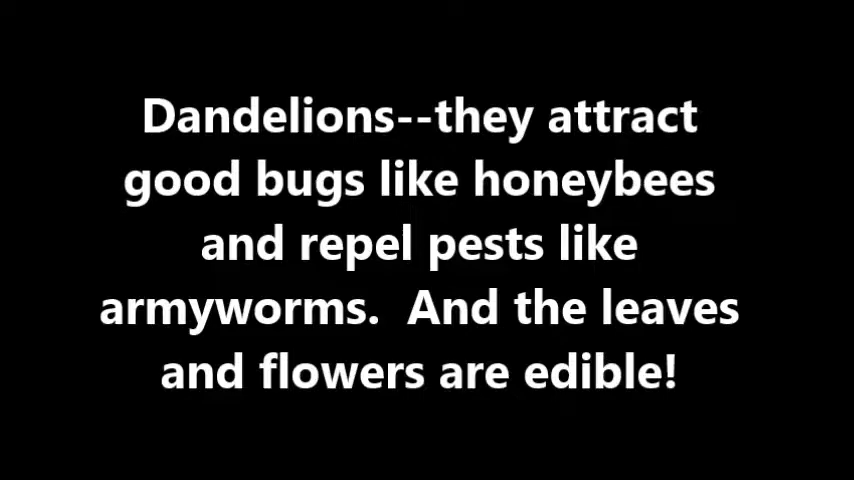 Dandelions--they attract
good bugs like honeybees
and repel pests like
armyworms.  And the leaves
and flowers are edible!